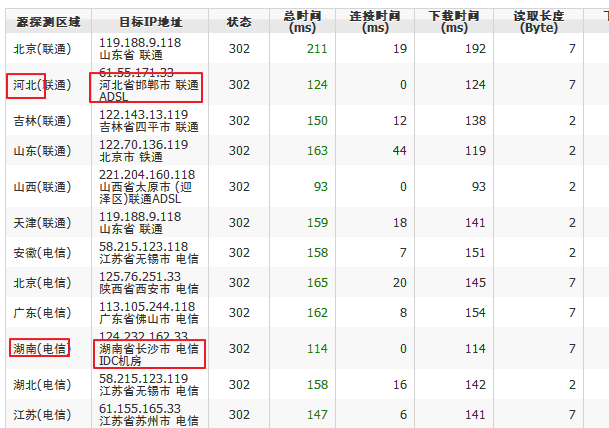 源探测区域 目标IP地址 状态 总时间 连接时间 下载时间 读取长度
(ms) (ms) (ms) (Byte)
北京(联通) 119.188.9.118 302 211 19 192 7
山东省 联通
河北(联通) 61.55.171.33 302 124 0 124 7
河北省邯郸市 联通
ADSL
吉林(联通) 122.143.13.119 302 150 12 138 2
吉林省四平市 联通
山东(联通) 122.70.136.119 302 163 44 119 2
北京市 铁通
山西(联通) 221.204.160.118 302 93 0 93 2
山西省太原市 (迎
泽区)联通ADSL
天津(联通) 119.188.9.118 302 159 18 141 2
山东省 联通
安徽(电信) 58.215.123.118 302 158 7 151 2
江苏省无锡市 电信
北京(电信) 125.76.251.33 302 165 20 145 7
陕西省西安市 电信
广东(电信) 113.105.244.118 302 162 8 154 7
广东省佛山市 电信
湖南(电信) 124.232.162.33 302 114 0 114 7
湖南省长沙市 电信
IDC机房
湖北(电信) 58.215.123.119 302 158 16 142 2
江苏省无锡市 电信
江苏(电信) 61.155.165.33 302 147 6 141 7
江苏省苏州市 电信